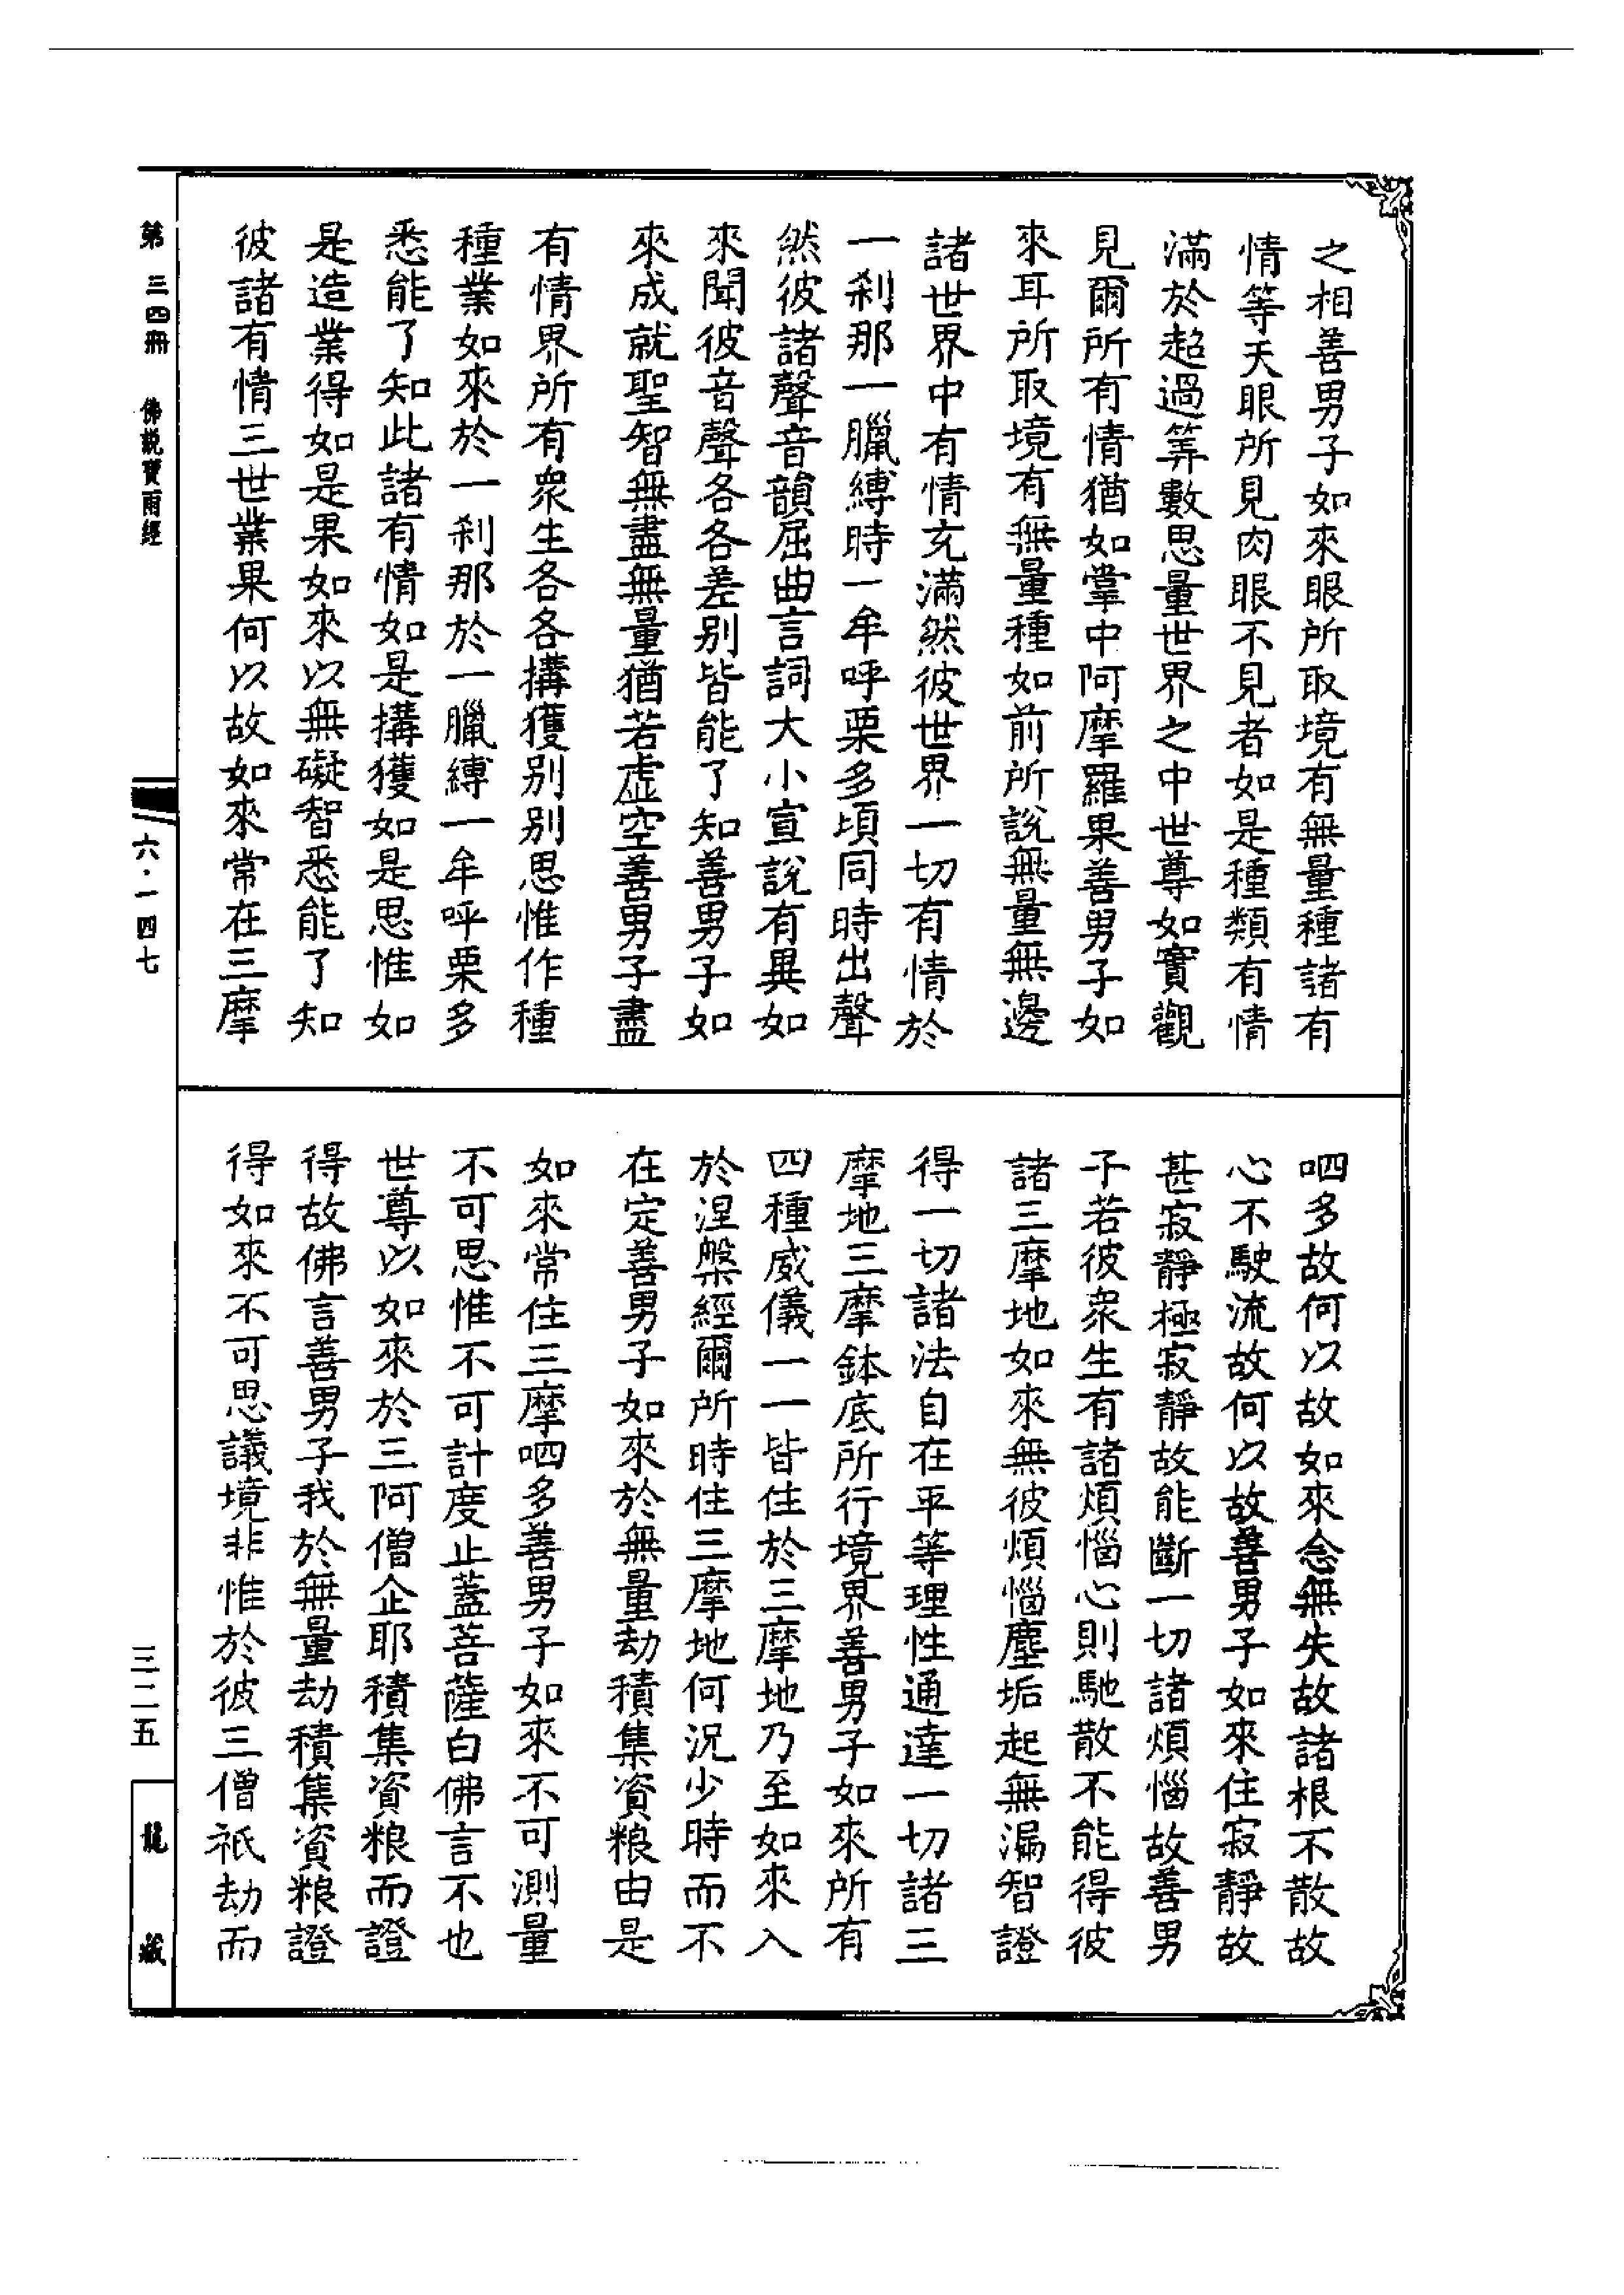 之相善男子如來眼所取境有無量種諸有
情等天眼所見肉眼不見者如是種類有情
滿於超過筭數思量世界之中世尊如實觀
見爾所有情猶如掌中阿摩羅果善男子如
來耳所取境有無量種如前所說無量無邊
諸世界中有情充滿然彼世界一切有情於
一剎那一臘縛時一牟呼栗多頃同時出聲
然彼諸聲音韻屈曲言詞大小宣說有異如
來聞彼音聲各各差別皆能了知善男子如
來成就聖智無盡無量猶若虛空善男子盡
有情界所有眾生各各搆獲別別思惟作種
種業如來於一剎那於一臘縛一牟呼栗多
悉能了知此諸有情如是搆獲如是思惟如
是造業得如是果如來以無礙智悉能了知
彼諸有情三世業果何以故如來常在三摩
呬多故何以故如來念無失故諸根不散故
心不駛流故何以故善男子如來住寂靜故
甚寂靜極寂靜故能斷一切諸煩惱故善男
子若彼眾生有諸煩惱心則馳散不能得彼
諸三摩地如來無彼煩惱塵垢起無漏智證
得一切諸法自在平等理性通達一切諸三
摩地三摩鉢底所行境界善男子如來所有
四種威儀一一皆住於三摩地乃至如來入
於涅槃經爾所時住三摩地何況少時而不
在定善男子如來於無量劫積集資粮由是
如來常住三摩呬多善男子如來不可測量
不可思惟不可計度止蓋菩薩白佛言不也
世尊以如來於三阿僧企耶積集資粮而證
得故佛言善男子我於無量劫積集資粮證
得如來不可思議境非惟於彼三僧祇劫而
第三四冊 佛說寶雨經
六·一四七
三二五
龍藏